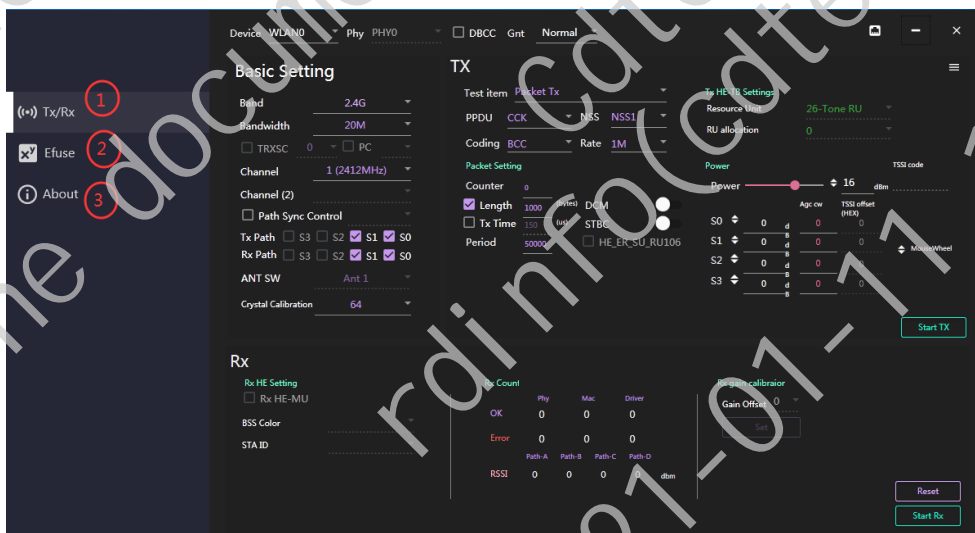 Device WLAN0 Phy PHY0 DBCC Gnt Normal
Basic Setting
Band 2.4G
Bandwidth 20M
TRXSC 0 PC
Channel 1 (2412MHz)
Channel (2)
Path Sync Control
Tx Path S3 S2 S1 S0
Rx Path S3 S2 S1 S0
ANT SW Ant 1
Crystal Calibration 64
1
(•) Tx/Rx
2
xʸ Efuse
3
About
TX
Test item Packet Tx
PPDU CCK NSS NSS1
Coding BCC Rate 1M
Packet Setting
Counter 0
Length 1000 (bytes) DCM
Tx Time 150 (us) STBC
Period 50000 HE_ER_SU_RU106
Tx HE-TB Settings
Resource Unit 26-Tone RU
RU allocation 0
Power TSSI code
Power 16 dBm
Agc cw TSSI offset (HEX)
S0 0 dB 0 0
S1 0 dB 0 0
S2 0 dB 0 0
S3 0 dB 0 0
MouseWheel
Start TX
Rx
Rx HE Setting
Rx HE-MU
BSS Color
STA ID
Rx Count
Phy Mac Driver
OK 0 0 0
Error 0 0 0
Path-A Path-B Path-C Path-D
RSSI 0 0 0 0 dbm
Rx gain calibraior
Gain Offset 0
Set
Reset
Start Rx